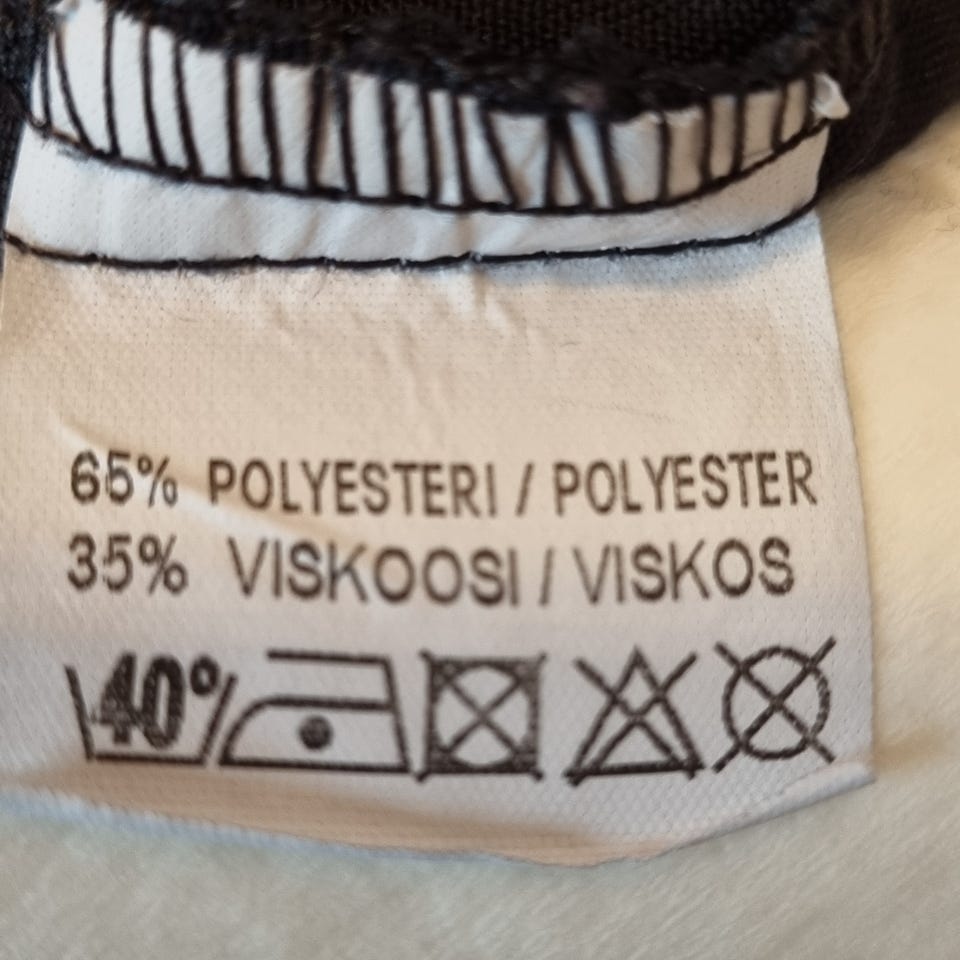 65% POLYESTERI / POLYESTER
35% VISKOOSI / VISKOS
40°